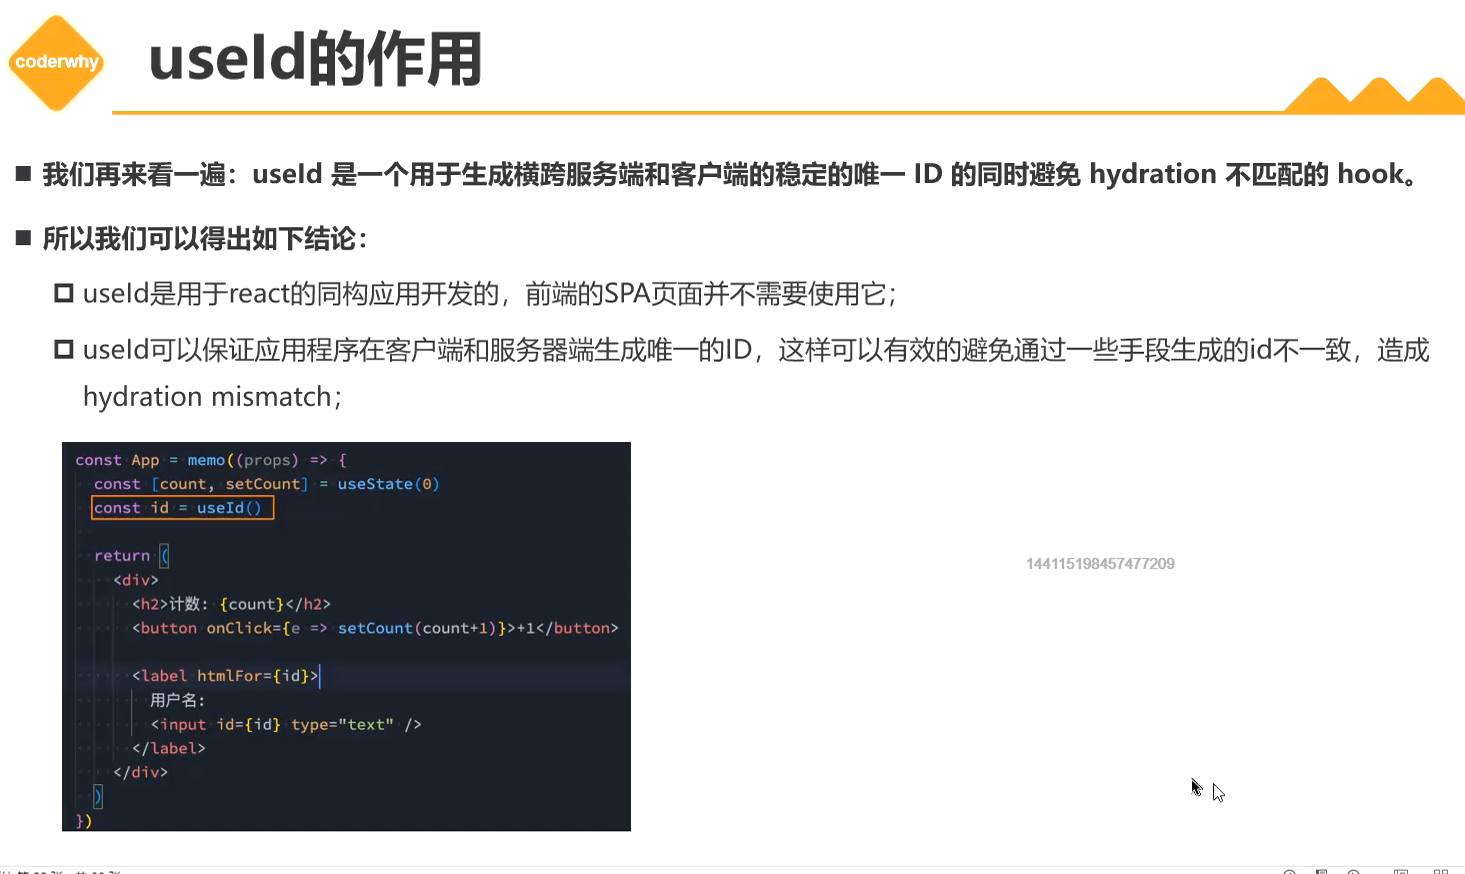 coderwhy
useId的作用
我们再来看一遍：useId 是一个用于生成横跨服务端和客户端的稳定的唯一 ID 的同时避免 hydration 不匹配的 hook。
所以我们可以得出如下结论：
useId是用于react的同构应用开发的，前端的SPA页面并不需要使用它；
useId可以保证应用程序在客户端和服务器端生成唯一的ID，这样可以有效的避免通过一些手段生成的id不一致，造成
hydration mismatch；
const App = memo((props) => {
const [count, setCount] = useState(0)
const id = useId()
return (
<div>
<h2>计数: {count}</h2>
<button onClick={e => setCount(count+1)}>+1</button>
<label htmlFor={id}>
用户名:
<input id={id} type="text" />
</label>
</div>
)
})
144115198457477209